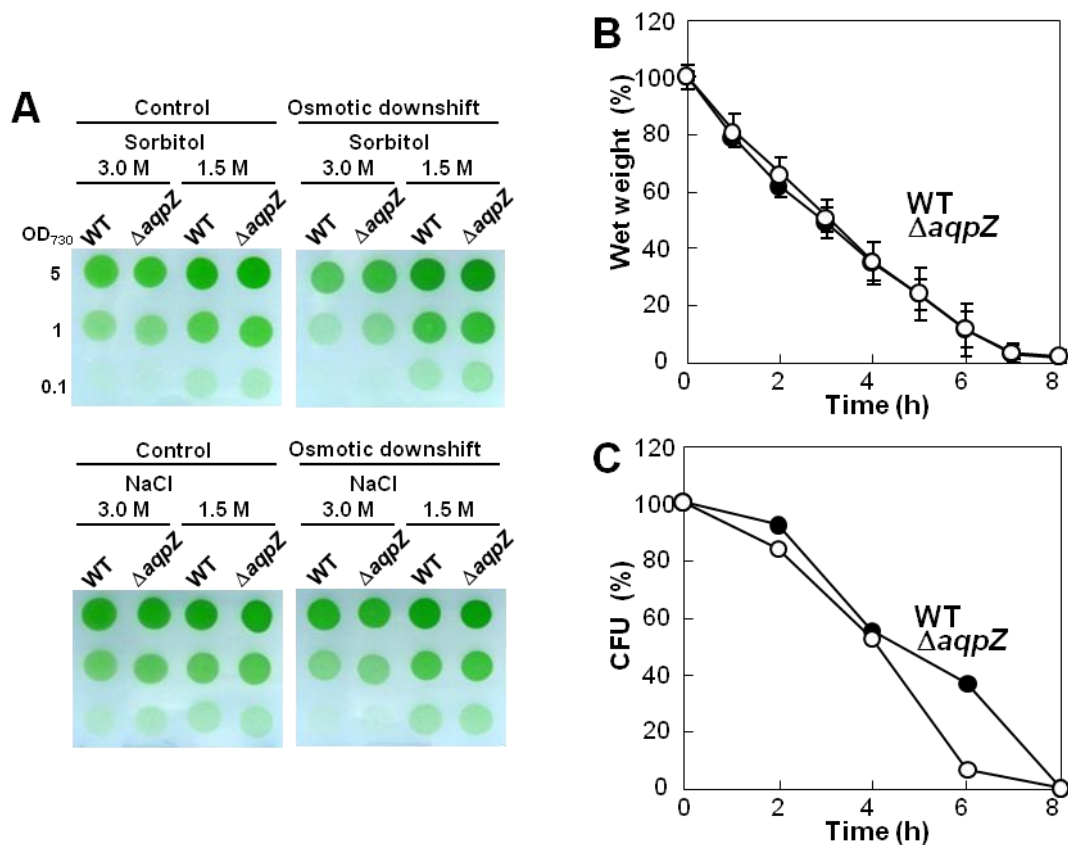 A
Control
Osmotic downshift
Sorbitol
Sorbitol
3.0 M
1.5 M
3.0 M
1.5 M
WT
ΔaqpZ
WT
ΔaqpZ
WT
ΔaqpZ
WT
ΔaqpZ
OD730
5
1
0.1
Control
Osmotic downshift
NaCl
NaCl
3.0 M
1.5 M
3.0 M
1.5 M
WT
ΔaqpZ
WT
ΔaqpZ
WT
ΔaqpZ
WT
ΔaqpZ
B
Wet weight (%)
120
100
80
60
40
20
0
WT
ΔaqpZ
0
2
4
6
8
Time (h)
C
CFU (%)
120
100
80
60
40
20
0
WT
ΔaqpZ
0
2
4
6
8
Time (h)